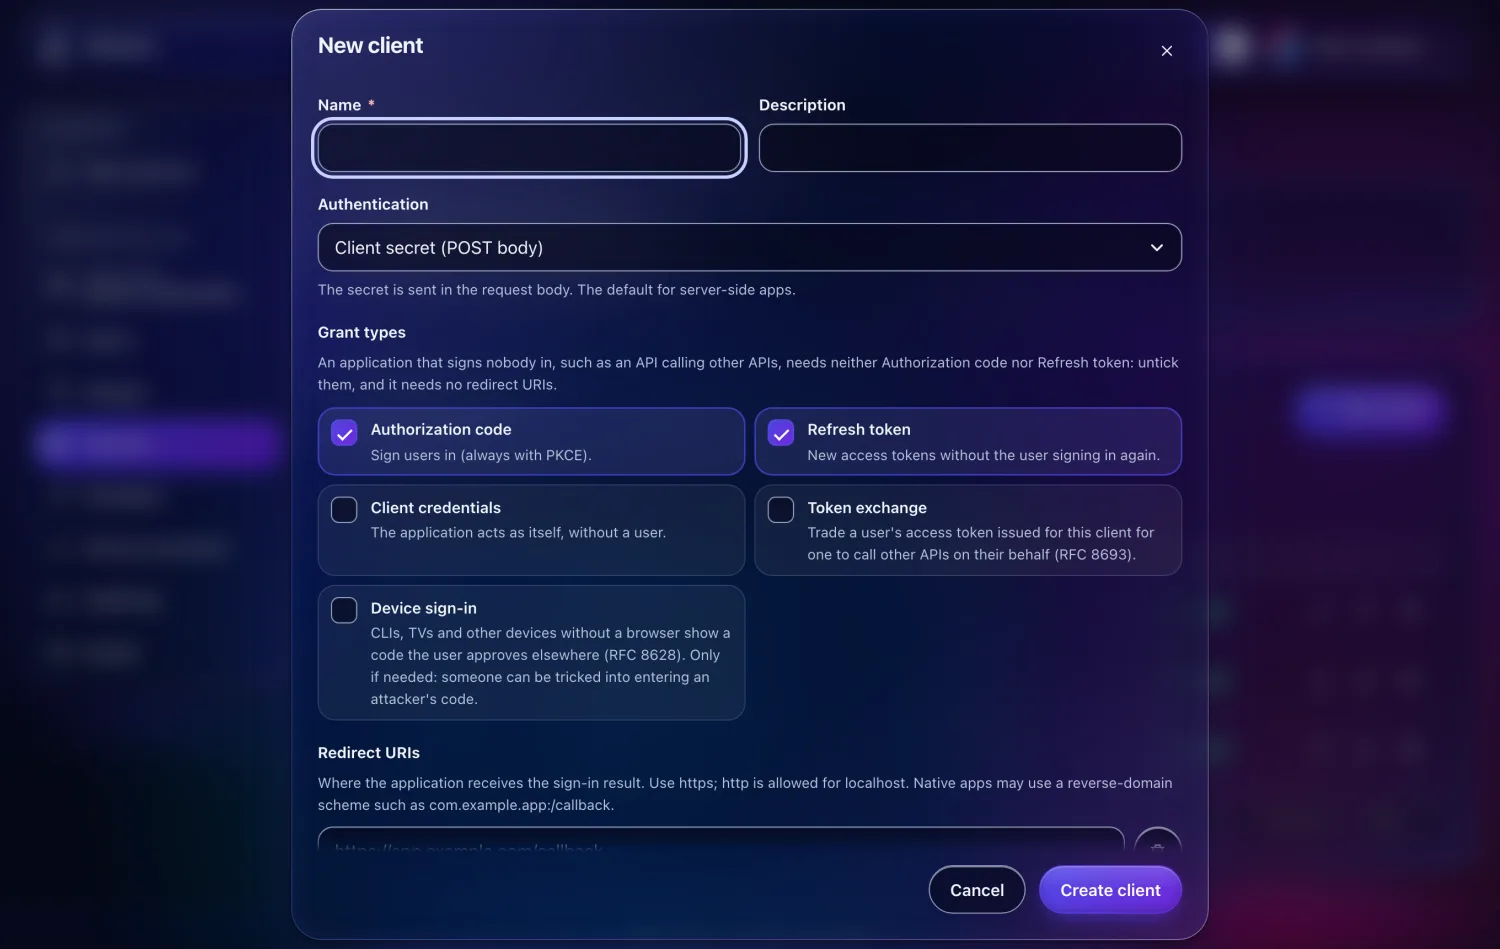 New client
Name *
Description
Authentication
Client secret (POST body)
The secret is sent in the request body. The default for server-side apps.
Grant types
An application that signs nobody in, such as an API calling other APIs, needs neither Authorization code nor Refresh token: untick
them, and it needs no redirect URIs.
Authorization code
Sign users in (always with PKCE).
Refresh token
New access tokens without the user signing in again.
Client credentials
The application acts as itself, without a user.
Token exchange
Trade a user's access token issued for this client for
one to call other APIs on their behalf (RFC 8693).
Device sign-in
CLIs, TVs and other devices without a browser show a
code the user approves elsewhere (RFC 8628). Only
if needed: someone can be tricked into entering an
attacker's code.
Redirect URIs
Where the application receives the sign-in result. Use https; http is allowed for localhost. Native apps may use a reverse-domain
scheme such as com.example.app:/callback.
https://app.example.com/callback
Cancel
Create client